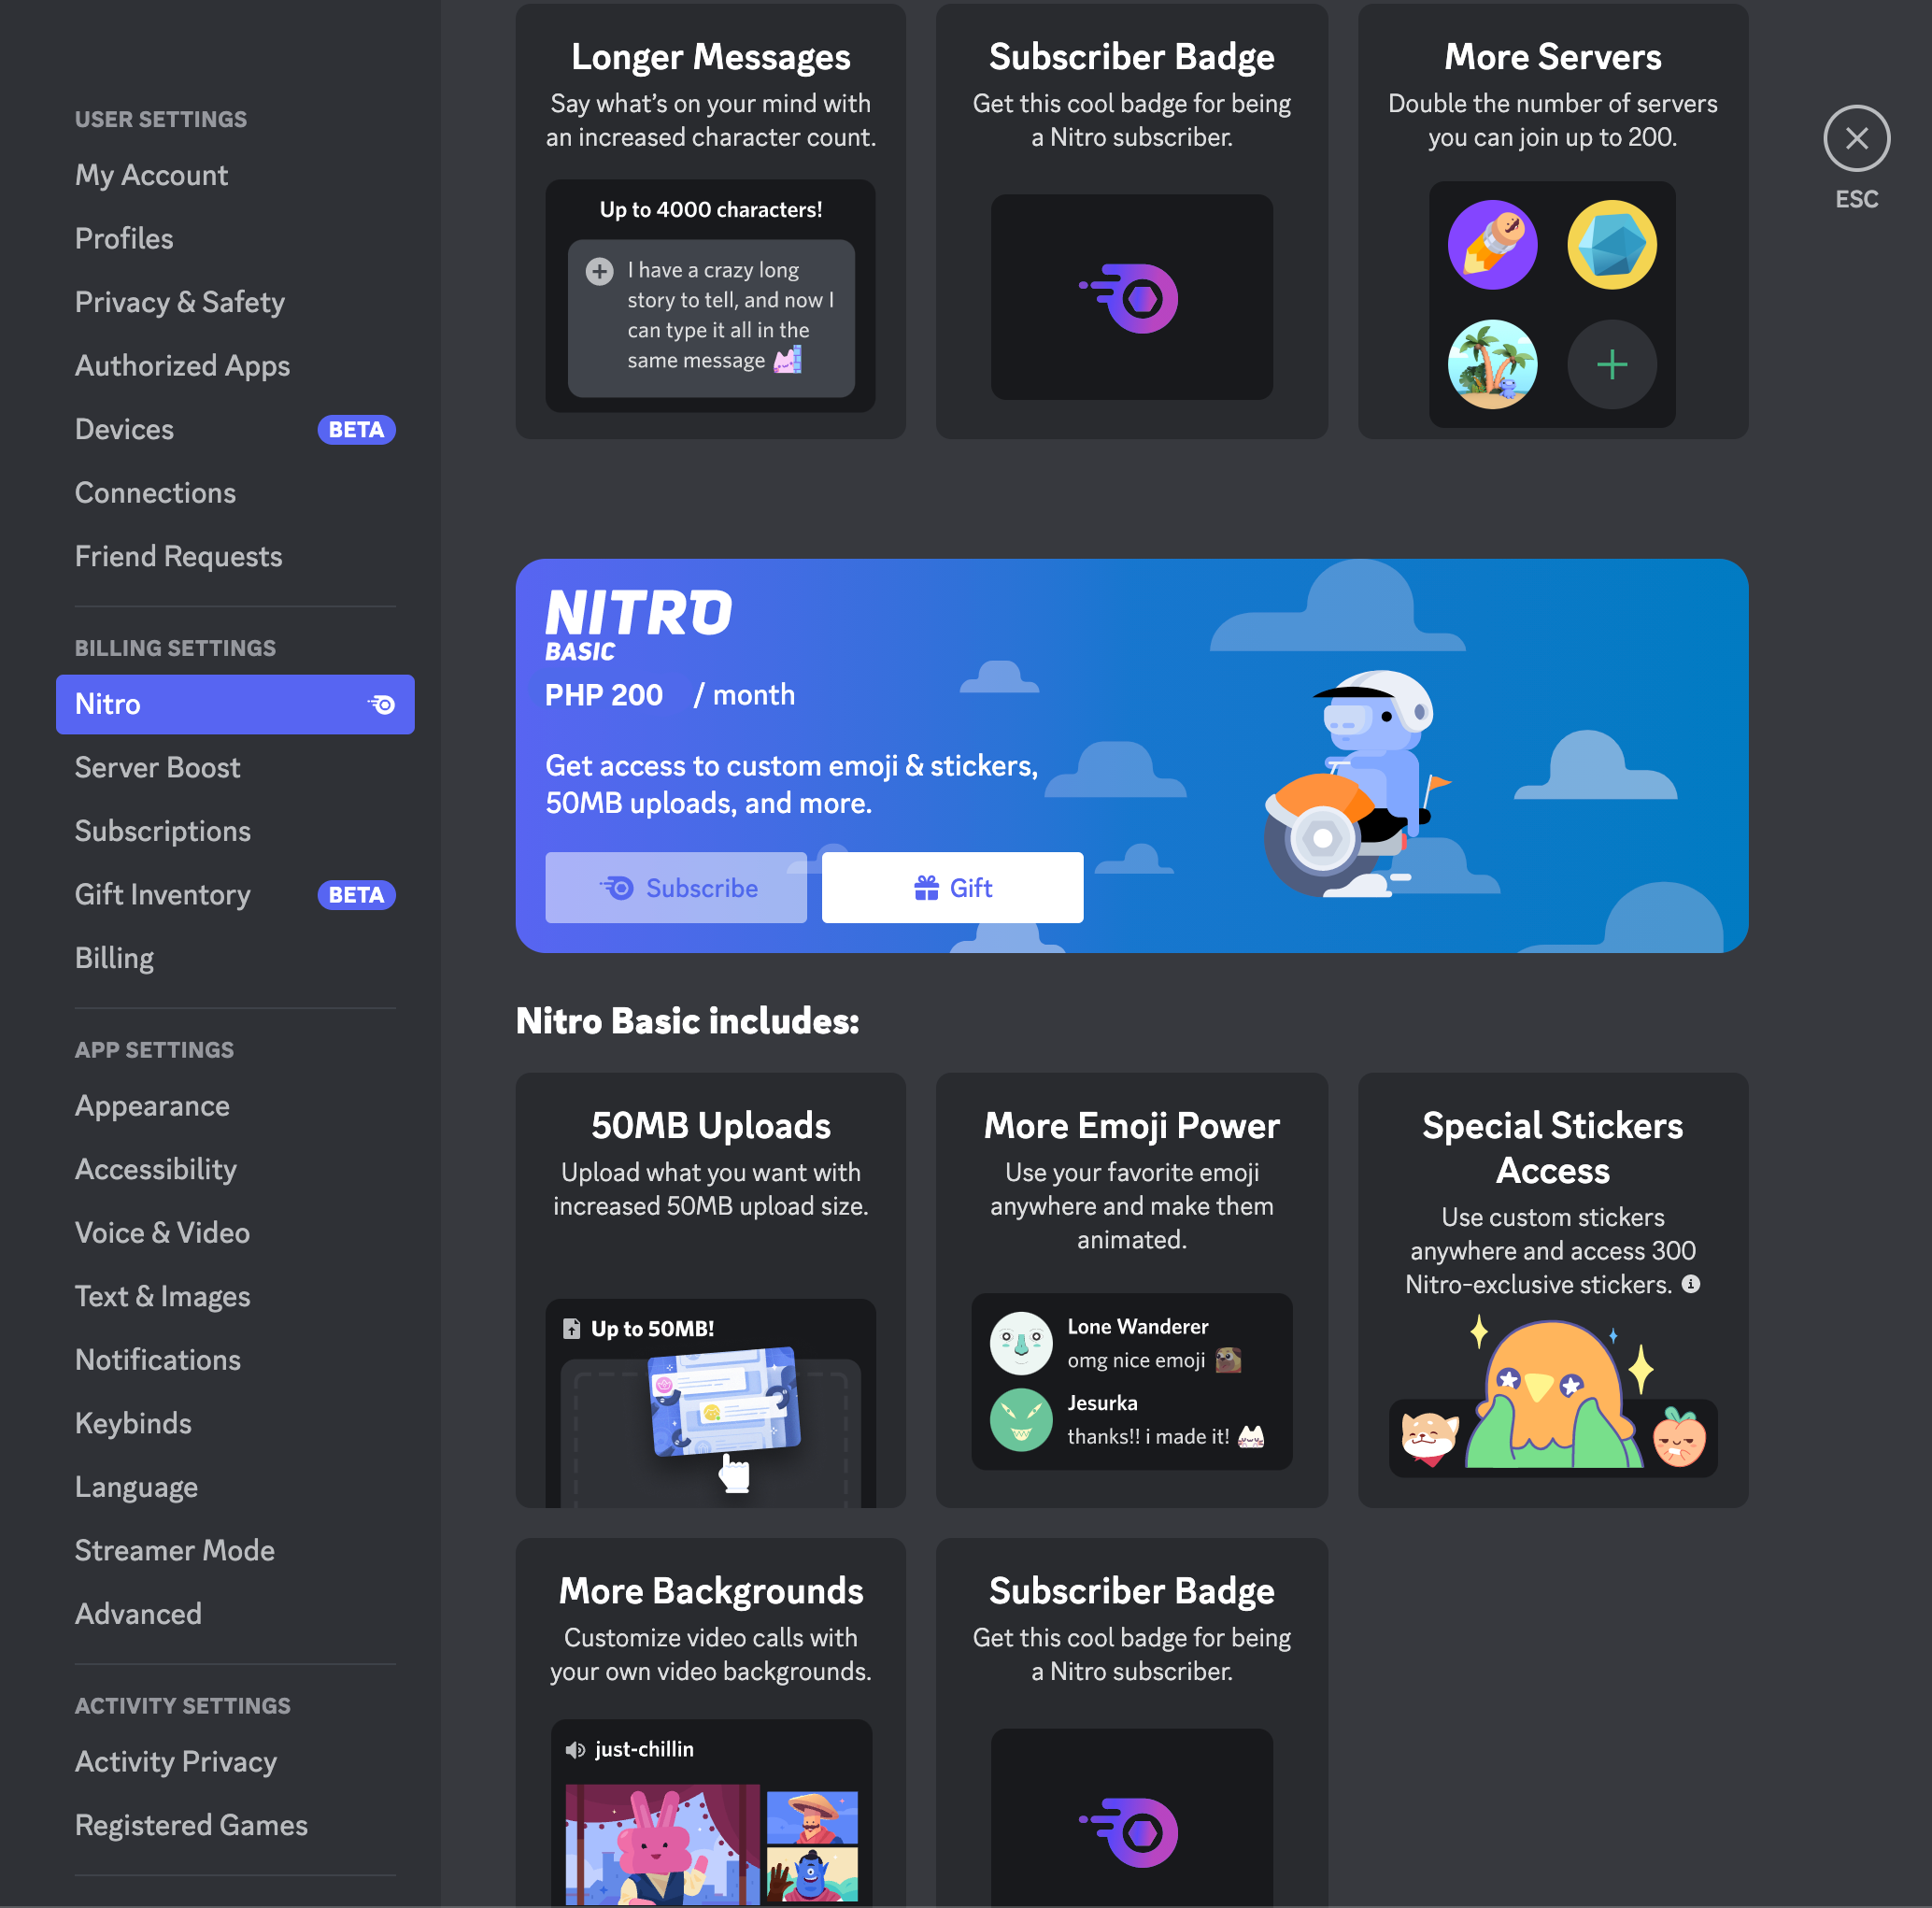 USER SETTINGS
My Account
Profiles
Privacy & Safety
Authorized Apps
Devices
BETA
Connections
Friend Requests
BILLING SETTINGS
Nitro
Server Boost
Subscriptions
Gift Inventory
BETA
Billing
APP SETTINGS
Appearance
Accessibility
Voice & Video
Text & Images
Notifications
Keybinds
Language
Streamer Mode
Advanced
ACTIVITY SETTINGS
Activity Privacy
Registered Games
Longer Messages
Say what's on your mind with
an increased character count.
Up to 4000 characters!
I have a crazy long
story to tell, and now I
can type it all in the
same message
Subscriber Badge
Get this cool badge for being
a Nitro subscriber.
More Servers
Double the number of servers
you can join up to 200.
ESC
NITRO
BASIC
PHP 200 / month
Get access to custom emoji & stickers,
50MB uploads, and more.
Subscribe
Gift
Nitro Basic includes:
50MB Uploads
Upload what you want with
increased 50MB upload size.
Up to 50MB!
More Emoji Power
Use your favorite emoji
anywhere and make them
animated.
Lone Wanderer
omg nice emoji
Jesurka
thanks!! i made it!
Special Stickers
Access
Use custom stickers
anywhere and access 300
Nitro-exclusive stickers.
More Backgrounds
Customize video calls with
your own video backgrounds.
just-chillin
Subscriber Badge
Get this cool badge for being
a Nitro subscriber.